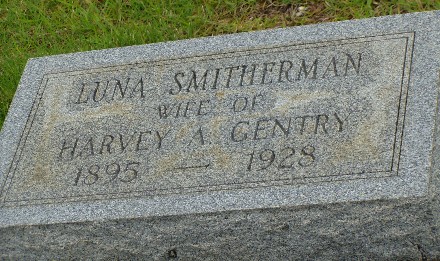 LUNA SMITHERMAN
WIFE OF
HARVEY A. GENTRY
1895 — 1928